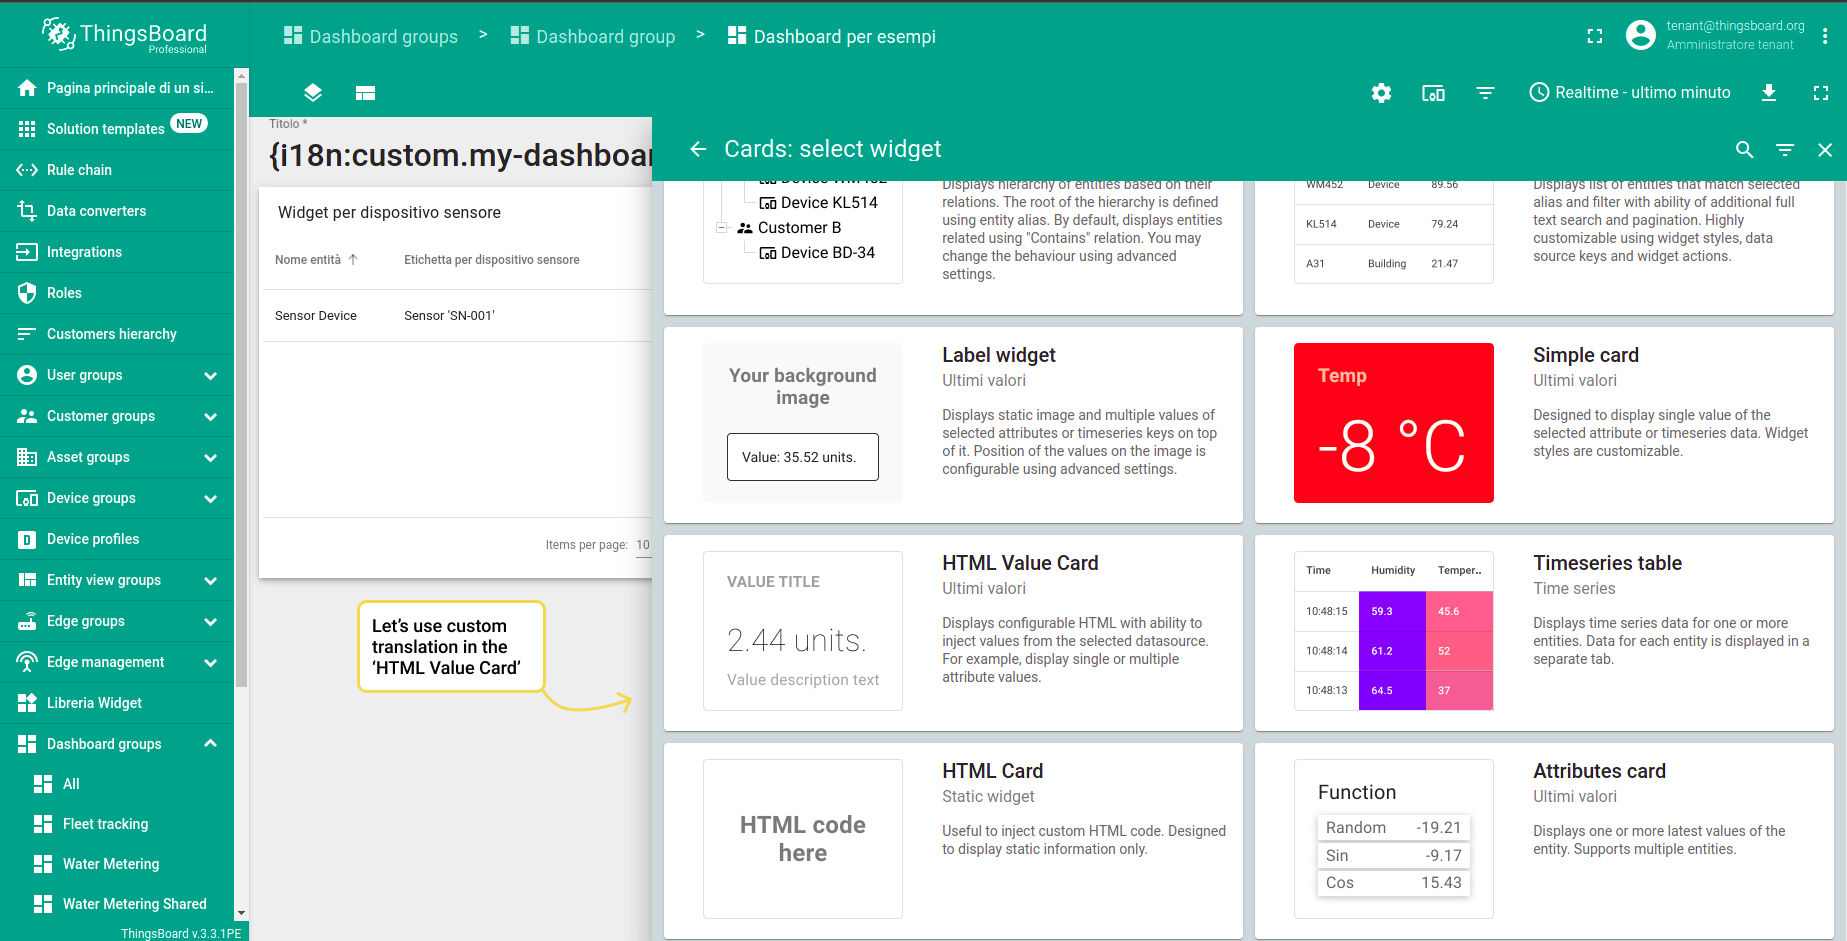 ThingsBoard
Professional
Dashboard groups > Dashboard group > Dashboard per esempi
tenant@thingsboard.org
Amministratore tenant
Realtime - ultimo minuto
Pagina principale di un si...
Solution templates NEW
Rule chain
Data converters
Integrations
Roles
Customers hierarchy
User groups
Customer groups
Asset groups
Device groups
Device profiles
Entity view groups
Edge groups
Edge management
Libreria Widget
Dashboard groups
All
Fleet tracking
Water Metering
Water Metering Shared
ThingsBoard v.3.3.1PE
Titolo *
{i18n:custom.my-dashboar
Widget per dispositivo sensore
Nome entità Etichetta per dispositivo sensore
Sensor Device Sensor 'SN-001'
Items per page: 10
Let's use custom
translation in the
‘HTML Value Card’
Cards: select widget
Device WM452
Device KL514
Customer B
Device BD-34
Displays hierarchy of entities based on their
relations. The root of the hierarchy is defined
using entity alias. By default, displays entities
related using "Contains" relation. You may
change the behaviour using advanced
settings.
WM452 Device 89.56
KL514 Device 79.24
A31 Building 21.47
Displays list of entities that match selected
alias and filter with ability of additional full
text search and pagination. Highly
customizable using widget styles, data
source keys and widget actions.
Your background
image
Value: 35.52 units.
Label widget
Ultimi valori
Displays static image and multiple values of
selected attributes or timeseries keys on top
of it. Position of the values on the image is
configurable using advanced settings.
Temp
-8 °C
Simple card
Ultimi valori
Designed to display single value of the
selected attribute or timeseries data. Widget
styles are customizable.
VALUE TITLE
2.44 units.
Value description text
HTML Value Card
Ultimi valori
Displays configurable HTML with ability to
inject values from the selected datasource.
For example, display single or multiple
attribute values.
Time Humidity Temper..
10:48:15 59.3 45.6
10:48:14 61.2 52
10:48:13 64.5 37
Timeseries table
Time series
Displays time series data for one or more
entities. Data for each entity is displayed in a
separate tab.
HTML code
here
HTML Card
Static widget
Useful to inject custom HTML code. Designed
to display static information only.
Function
Random -19.21
Sin -9.17
Cos 15.43
Attributes card
Ultimi valori
Displays one or more latest values of the
entity. Supports multiple entities.